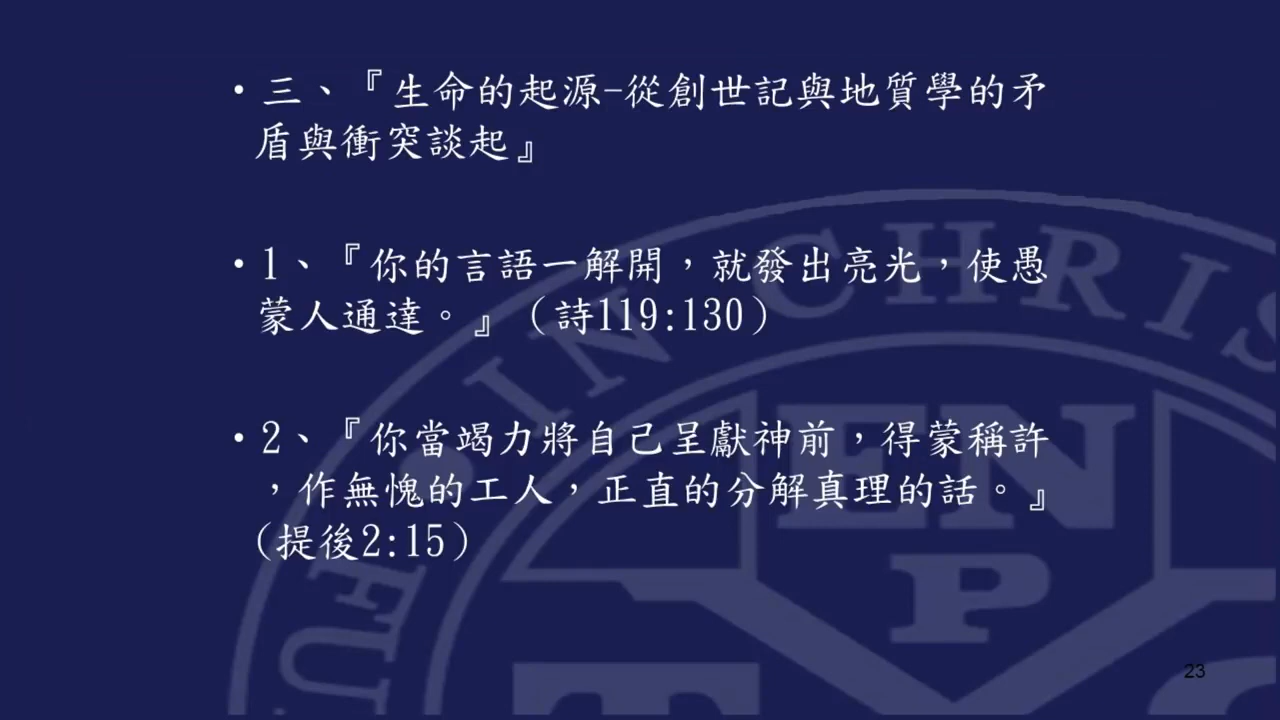 •三、『生命的起源-從創世記與地質學的矛
盾與衝突談起』
•1、『你的言語一解開，就發出亮光，使愚
蒙人通達。』（詩119:130）
•2、『你當竭力將自己呈獻神前，得蒙稱許
，作無愧的工人，正直的分解真理的話。』
(提後2:15)
IN CHRIS
FU
EN
P
T
23